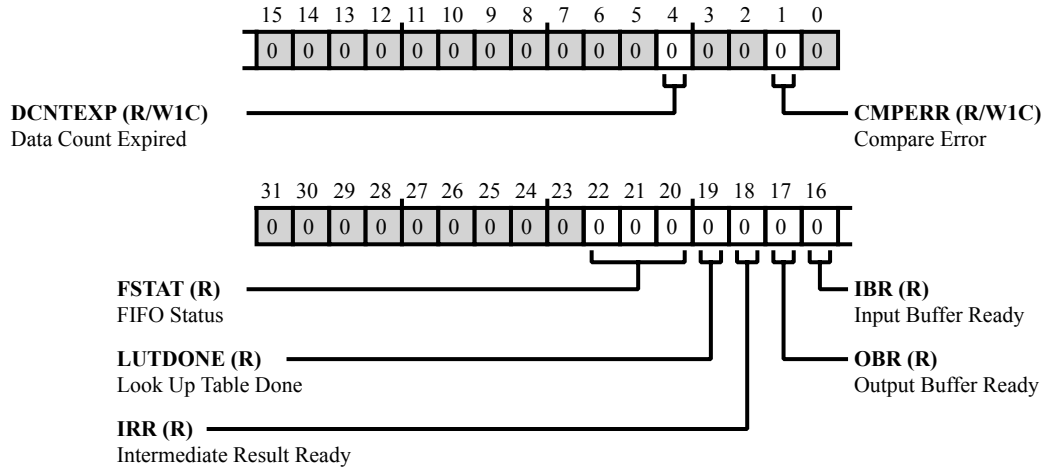 15 14 13 12 11 10 9 8 7 6 5 4 3 2 1 0
0 0 0 0 0 0 0 0 0 0 0 0 0 0 0 0
DCNTEXP (R/W1C)
Data Count Expired
CMPERR (R/W1C)
Compare Error
31 30 29 28 27 26 25 24 23 22 21 20 19 18 17 16
0 0 0 0 0 0 0 0 0 0 0 0 0 0 0 0
FSTAT (R)
FIFO Status
IBR (R)
Input Buffer Ready
LUTDONE (R)
Look Up Table Done
OBR (R)
Output Buffer Ready
IRR (R)
Intermediate Result Ready